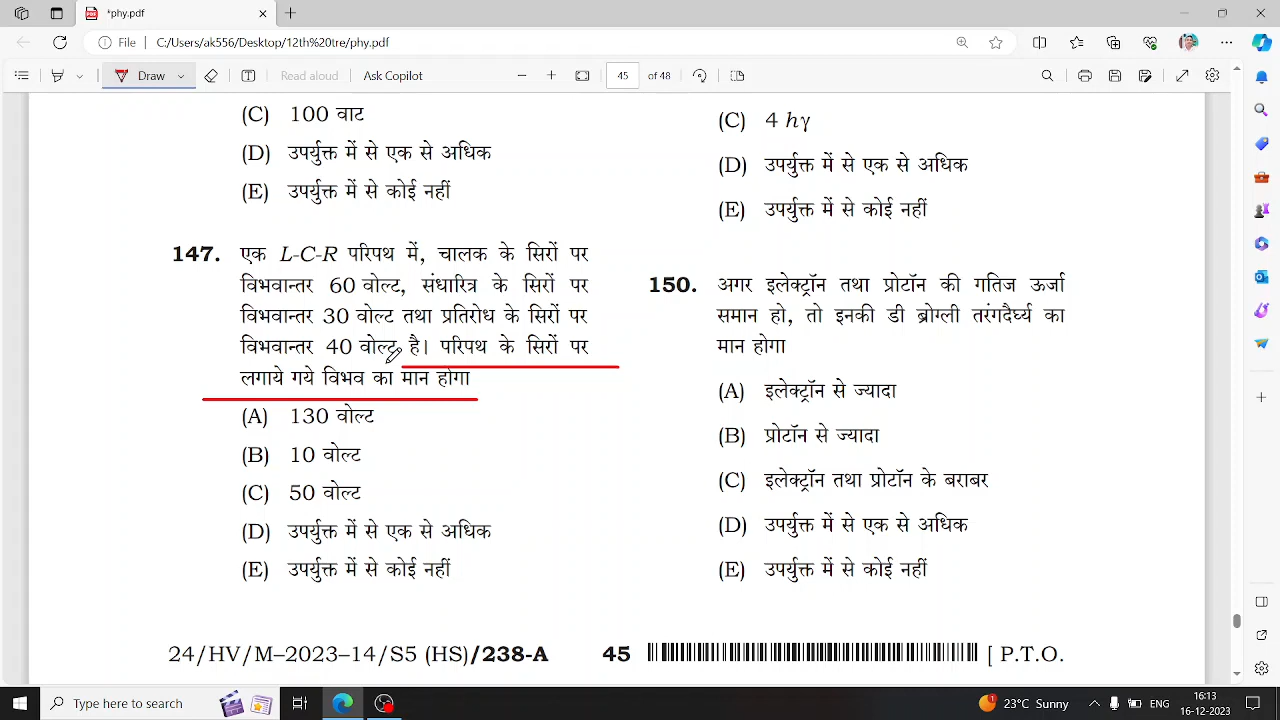 *phy.pdf
File
C:/Users/ak556/Desktop/12th%20tre/phy.pdf
Draw
Read aloud
Ask Copilot
45
of 48
(C) 100 वाट
(D) उपर्युक्त में से एक से अधिक
(E) उपर्युक्त में से कोई नहीं
147. एक L-C-R परिपथ में, चालक के सिरों पर
विभवान्तर 60 वोल्ट, संधारित्र के सिरों पर
विभवान्तर 30 वोल्ट तथा प्रतिरोध के सिरों पर
विभवान्तर 40 वोल्ट है। परिपथ के सिरों पर
लगाये गये विभव का मान होगा
(A) 130 वोल्ट
(B) 10 वोल्ट
(C) 50 वोल्ट
(D) उपर्युक्त में से एक से अधिक
(E) उपर्युक्त में से कोई नहीं
(C) 4 hγ
(D) उपर्युक्त में से एक से अधिक
(E) उपर्युक्त में से कोई नहीं
150. अगर इलेक्ट्रॉन तथा प्रोटॉन की गतिज ऊर्जा
समान हो, तो इनकी डी ब्रोग्ली तरंगदैर्घ्य का
मान होगा
(A) इलेक्ट्रॉन से ज्यादा
(B) प्रोटॉन से ज्यादा
(C) इलेक्ट्रॉन तथा प्रोटॉन के बराबर
(D) उपर्युक्त में से एक से अधिक
(E) उपर्युक्त में से कोई नहीं
24/HV/M–2023–14/S5 (HS)/238-A
45
[ P.T.O.
Type here to search
1
23°C Sunny
ENG
16:13
16-12-2023